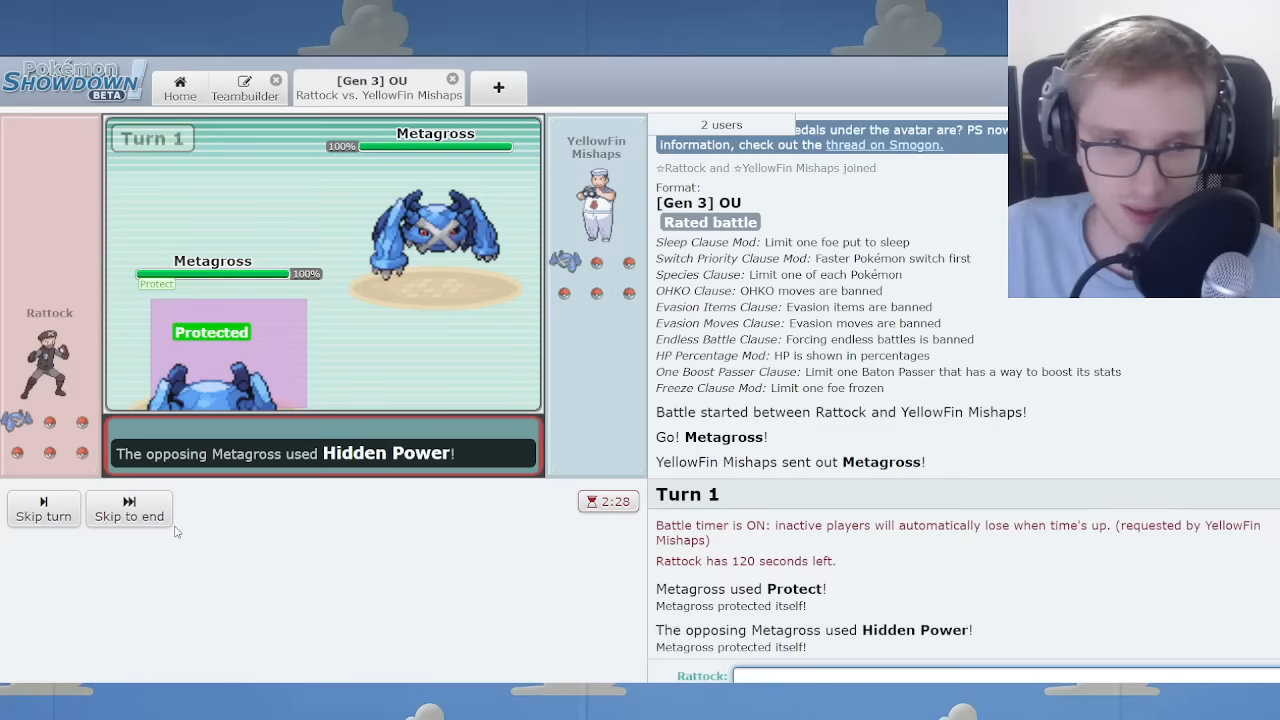 Pokémon
SHOWDOWN!
BETA
Home
Teambuilder
[Gen 3] OU
Rattock vs. YellowFin Mishaps
+
Turn 1
Metagross
100%
Metagross
100%
Protect
Protected
The opposing Metagross used Hidden Power!
Rattock
YellowFin
Mishaps
Skip turn
Skip to end
2:28
2 users
edals under the avatar are? PS now
information, check out the thread on Smogon.
☆Rattock and ☆YellowFin Mishaps joined
Format:
[Gen 3] OU
Rated battle
Sleep Clause Mod: Limit one foe put to sleep
Switch Priority Clause Mod: Faster Pokémon switch first
Species Clause: Limit one of each Pokémon
OHKO Clause: OHKO moves are banned
Evasion Items Clause: Evasion items are banned
Evasion Moves Clause: Evasion moves are banned
Endless Battle Clause: Forcing endless battles is banned
HP Percentage Mod: HP is shown in percentages
One Boost Passer Clause: Limit one Baton Passer that has a way to boost its stats
Freeze Clause Mod: Limit one foe frozen
Battle started between Rattock and YellowFin Mishaps!
Go! Metagross!
YellowFin Mishaps sent out Metagross!
Turn 1
Battle timer is ON: inactive players will automatically lose when time's up. (requested by YellowFin
Mishaps)
Rattock has 120 seconds left.
Metagross used Protect!
Metagross protected itself!
The opposing Metagross used Hidden Power!
Metagross protected itself!
Rattock: